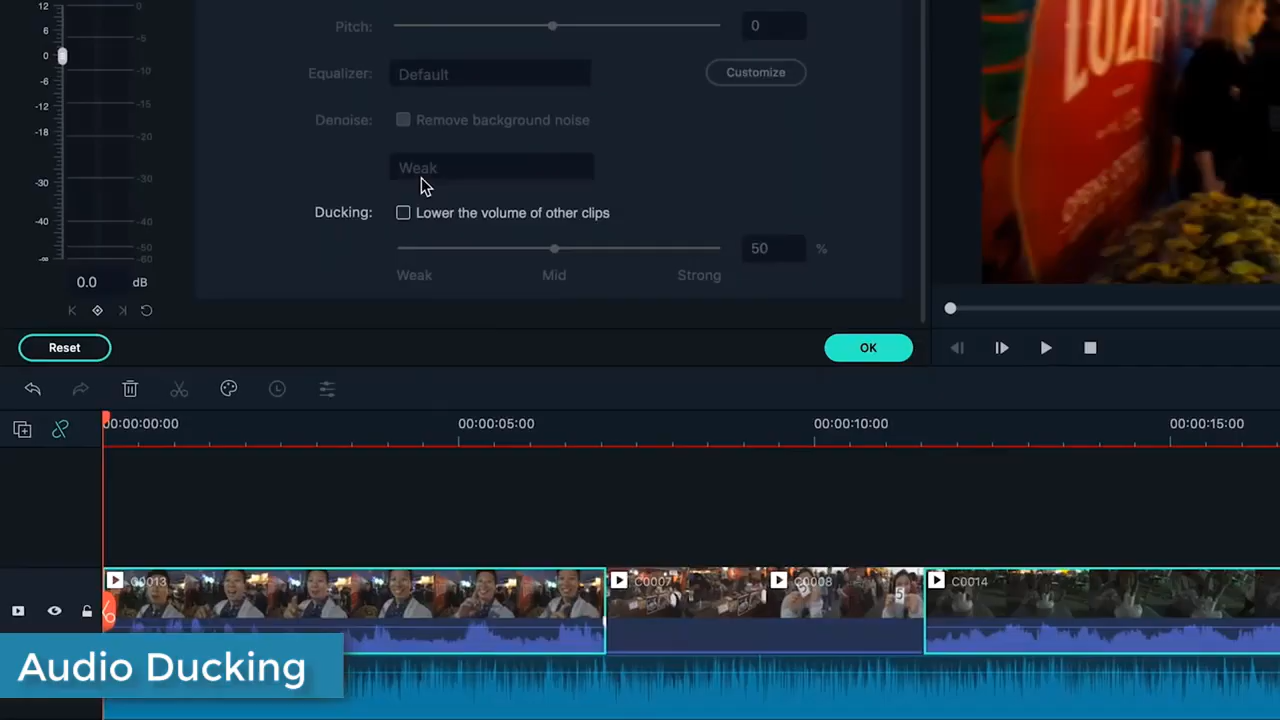 12
6
0
-6
-12
-18
-30
-40
-∞
0
-5
-10
-15
-20
-30
-40
-50
-60
0.0 dB
Pitch: 0
Equalizer: Default Customize
Denoise: Remove background noise
Weak
Ducking: Lower the volume of other clips
50 %
Weak Mid Strong
Reset OK
00:00:00:00 00:00:05:00 00:00:10:00 00:00:15:00
C0013 C0007 C0008 C0014
5
Audio Ducking